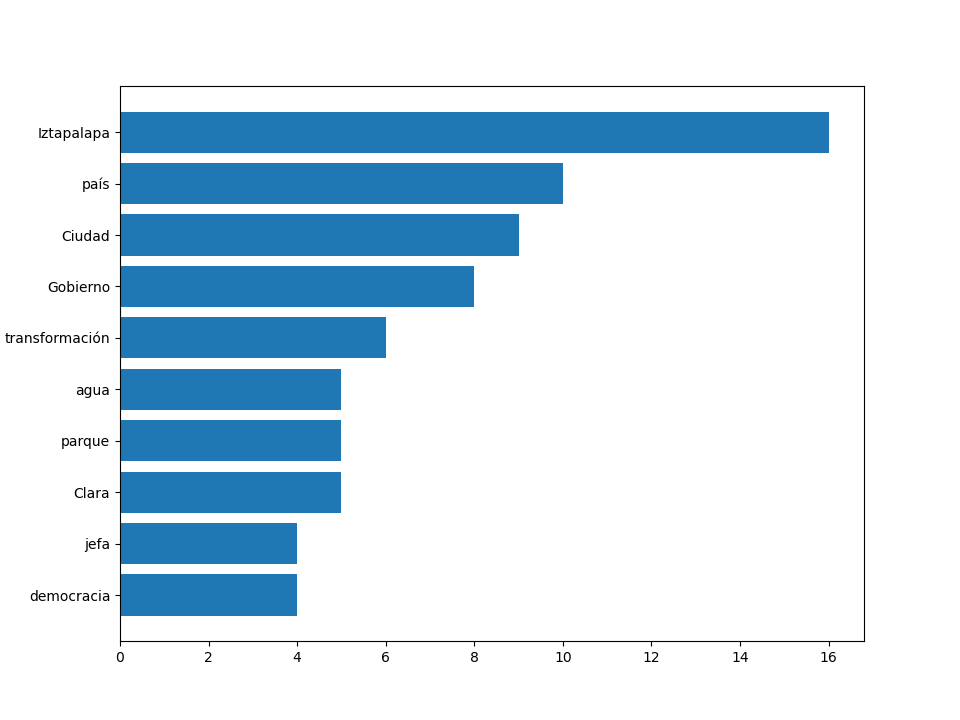 Iztapalapa
país
Ciudad
Gobierno
transformación
agua
parque
Clara
jefa
democracia
0 2 4 6 8 10 12 14 16